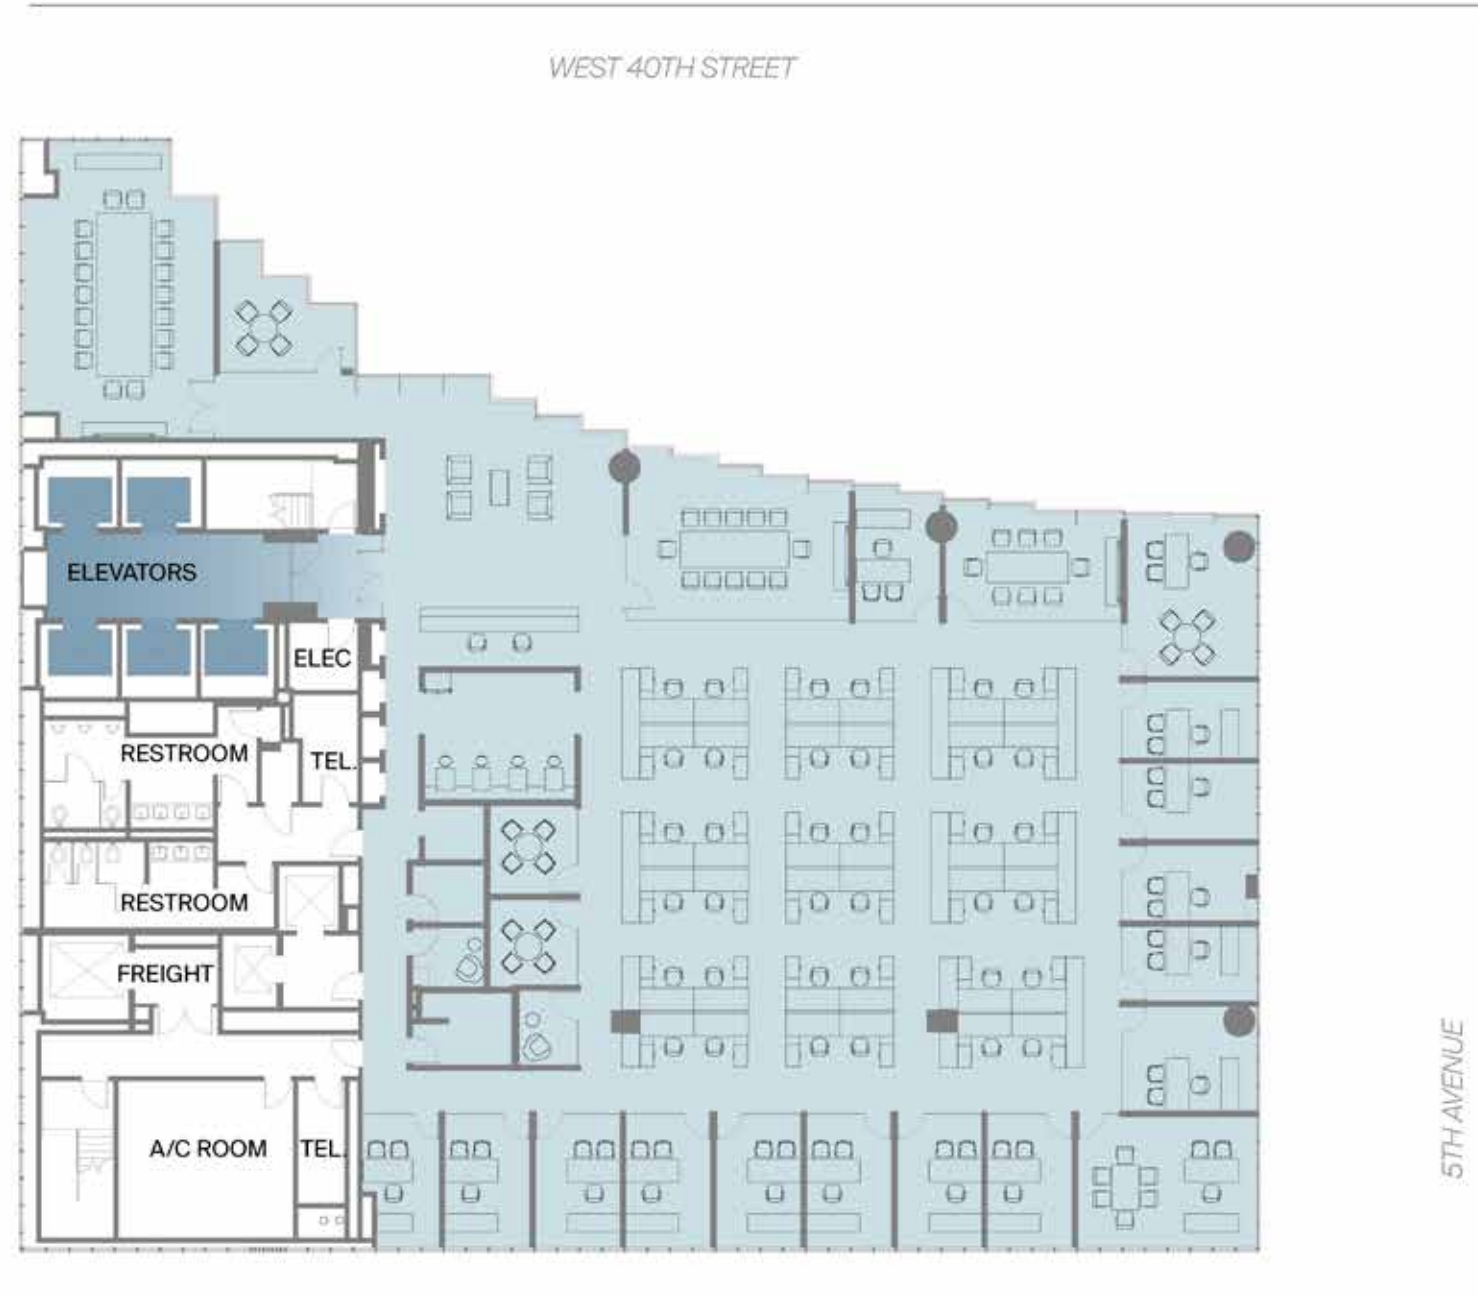 WEST 40TH STREET
ELEVATORS
ELEC
RESTROOM
TEL.
RESTROOM
FREIGHT
A/C ROOM
TEL.
5TH AVENUE